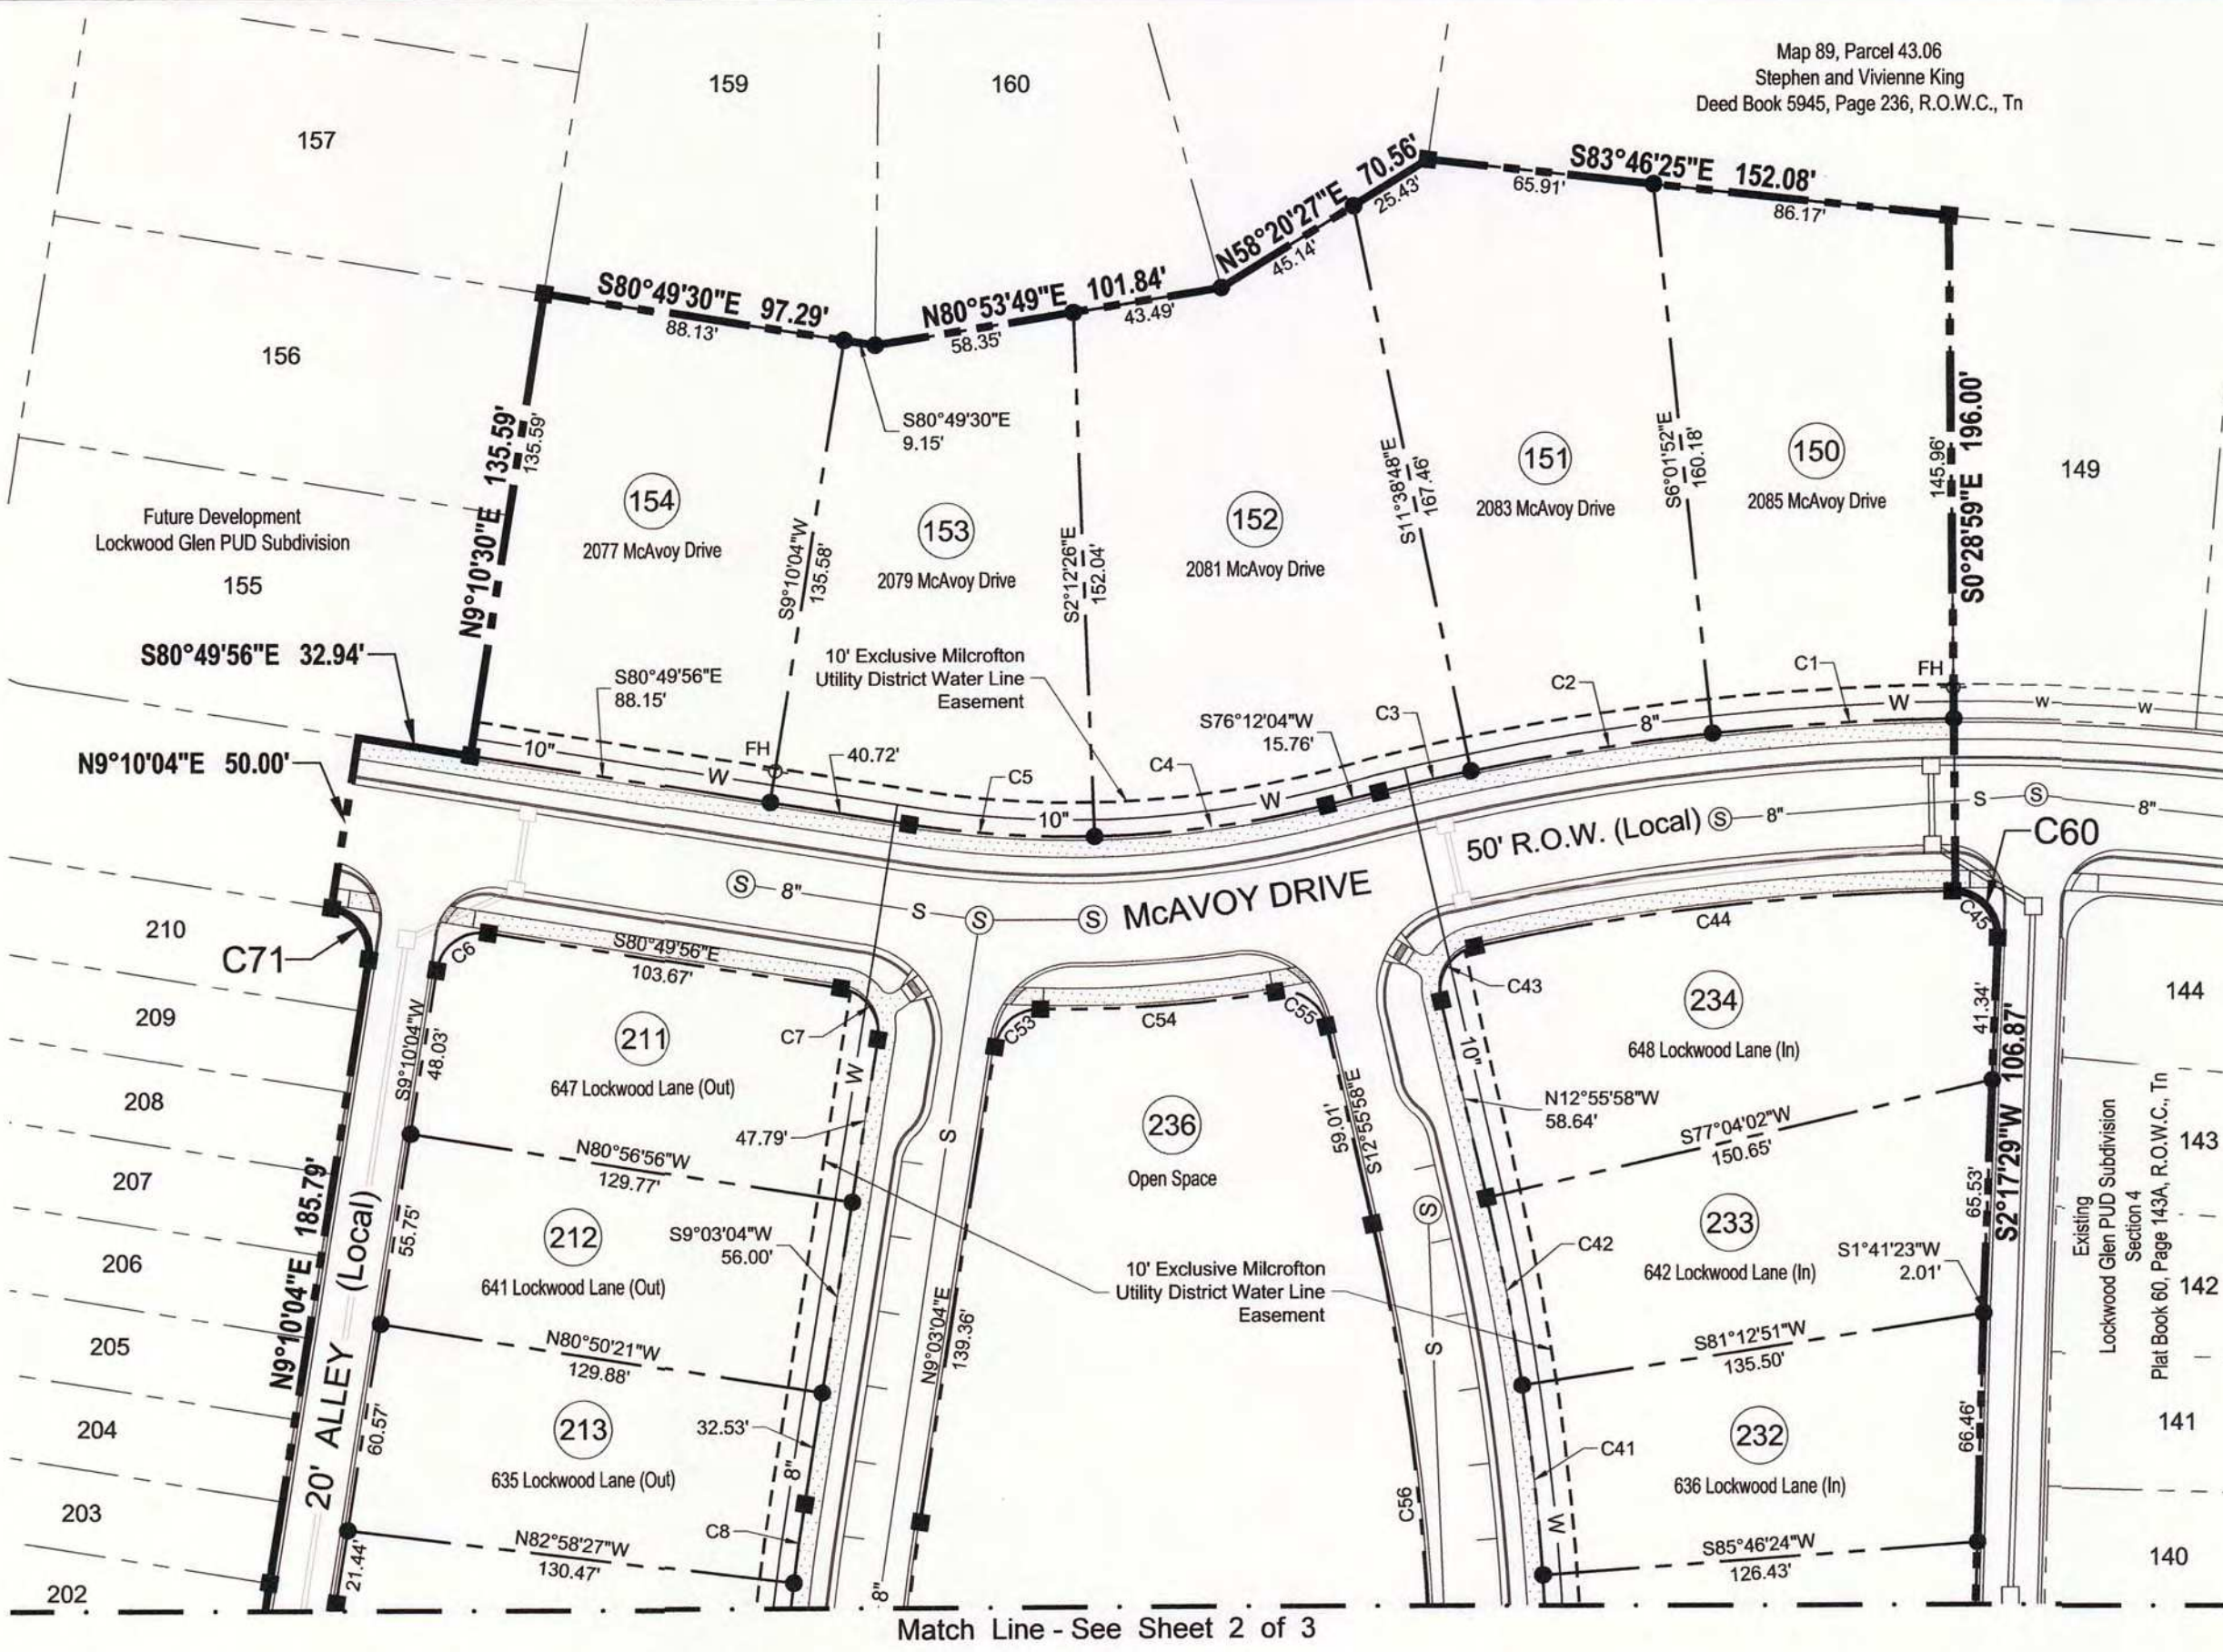 Map 89, Parcel 43.06
Stephen and Vivienne King
Deed Book 5945, Page 236, R.O.W.C., Tn
159
160
157
N58°20'27"E 70.56'
45.14'
25.43'
S83°46'25"E 152.08'
65.91'
86.17'
S80°49'30"E 97.29'
88.13'
N80°53'49"E 101.84'
58.35'
43.49'
156
S80°49'30"E
9.15'
N9°10'30"E 135.59'
135.59'
Future Development
Lockwood Glen PUD Subdivision
155
154
2077 McAvoy Drive
S9°10'04"W
135.58'
153
2079 McAvoy Drive
S2°12'26"E
152.04'
152
2081 McAvoy Drive
S11°38'48"E
167.46'
151
2083 McAvoy Drive
S6°01'52"E
160.18'
150
2085 McAvoy Drive
145.96'
S0°28'59"E 196.00'
149
S80°49'56"E 32.94'
S80°49'56"E
88.15'
10' Exclusive Milcrofton
Utility District Water Line
Easement
S76°12'04"W
15.76'
C3
C2
C1
FH
N9°10'04"E 50.00'
10"
W
FH
40.72'
C5
10"
C4
W
8"
W
W
W
50' R.O.W. (Local)
S
8"
S
S
8"
C60
S
8"
S
S
S
McAVOY DRIVE
210
C71
C6
S80°49'56"E
103.67'
C7
C53
C54
C55
C43
C44
C45
209
S9°10'04"W
48.03'
211
647 Lockwood Lane (Out)
W
10"
234
648 Lockwood Lane (In)
41.34'
144
208
47.79'
S
236
Open Space
59.01'
S12°55'58"E
N12°55'58"W
58.64'
S77°04'02"W
150.65'
S2°17'29"W 106.87'
143
207
N80°56'56"W
129.77'
206
55.75'
212
641 Lockwood Lane (Out)
S9°03'04"W
56.00'
S
C42
233
642 Lockwood Lane (In)
65.53'
S1°41'23"W
2.01'
142
Existing
Lockwood Glen PUD Subdivision
Section 4
Plat Book 60, Page 143A, R.O.W.C., Tn
N9°10'04"E 185.79'
20' ALLEY (Local)
10' Exclusive Milcrofton
Utility District Water Line
Easement
N9°03'04"E
139.36'
S
S81°12'51"W
135.50'
205
N80°50'21"W
129.88'
204
60.57'
213
635 Lockwood Lane (Out)
32.53'
8"
C41
232
636 Lockwood Lane (In)
66.46'
141
203
C8
C56
W
N82°58'27"W
130.47'
S85°46'24"W
126.43'
140
202
21.44'
8"
Match Line - See Sheet 2 of 3